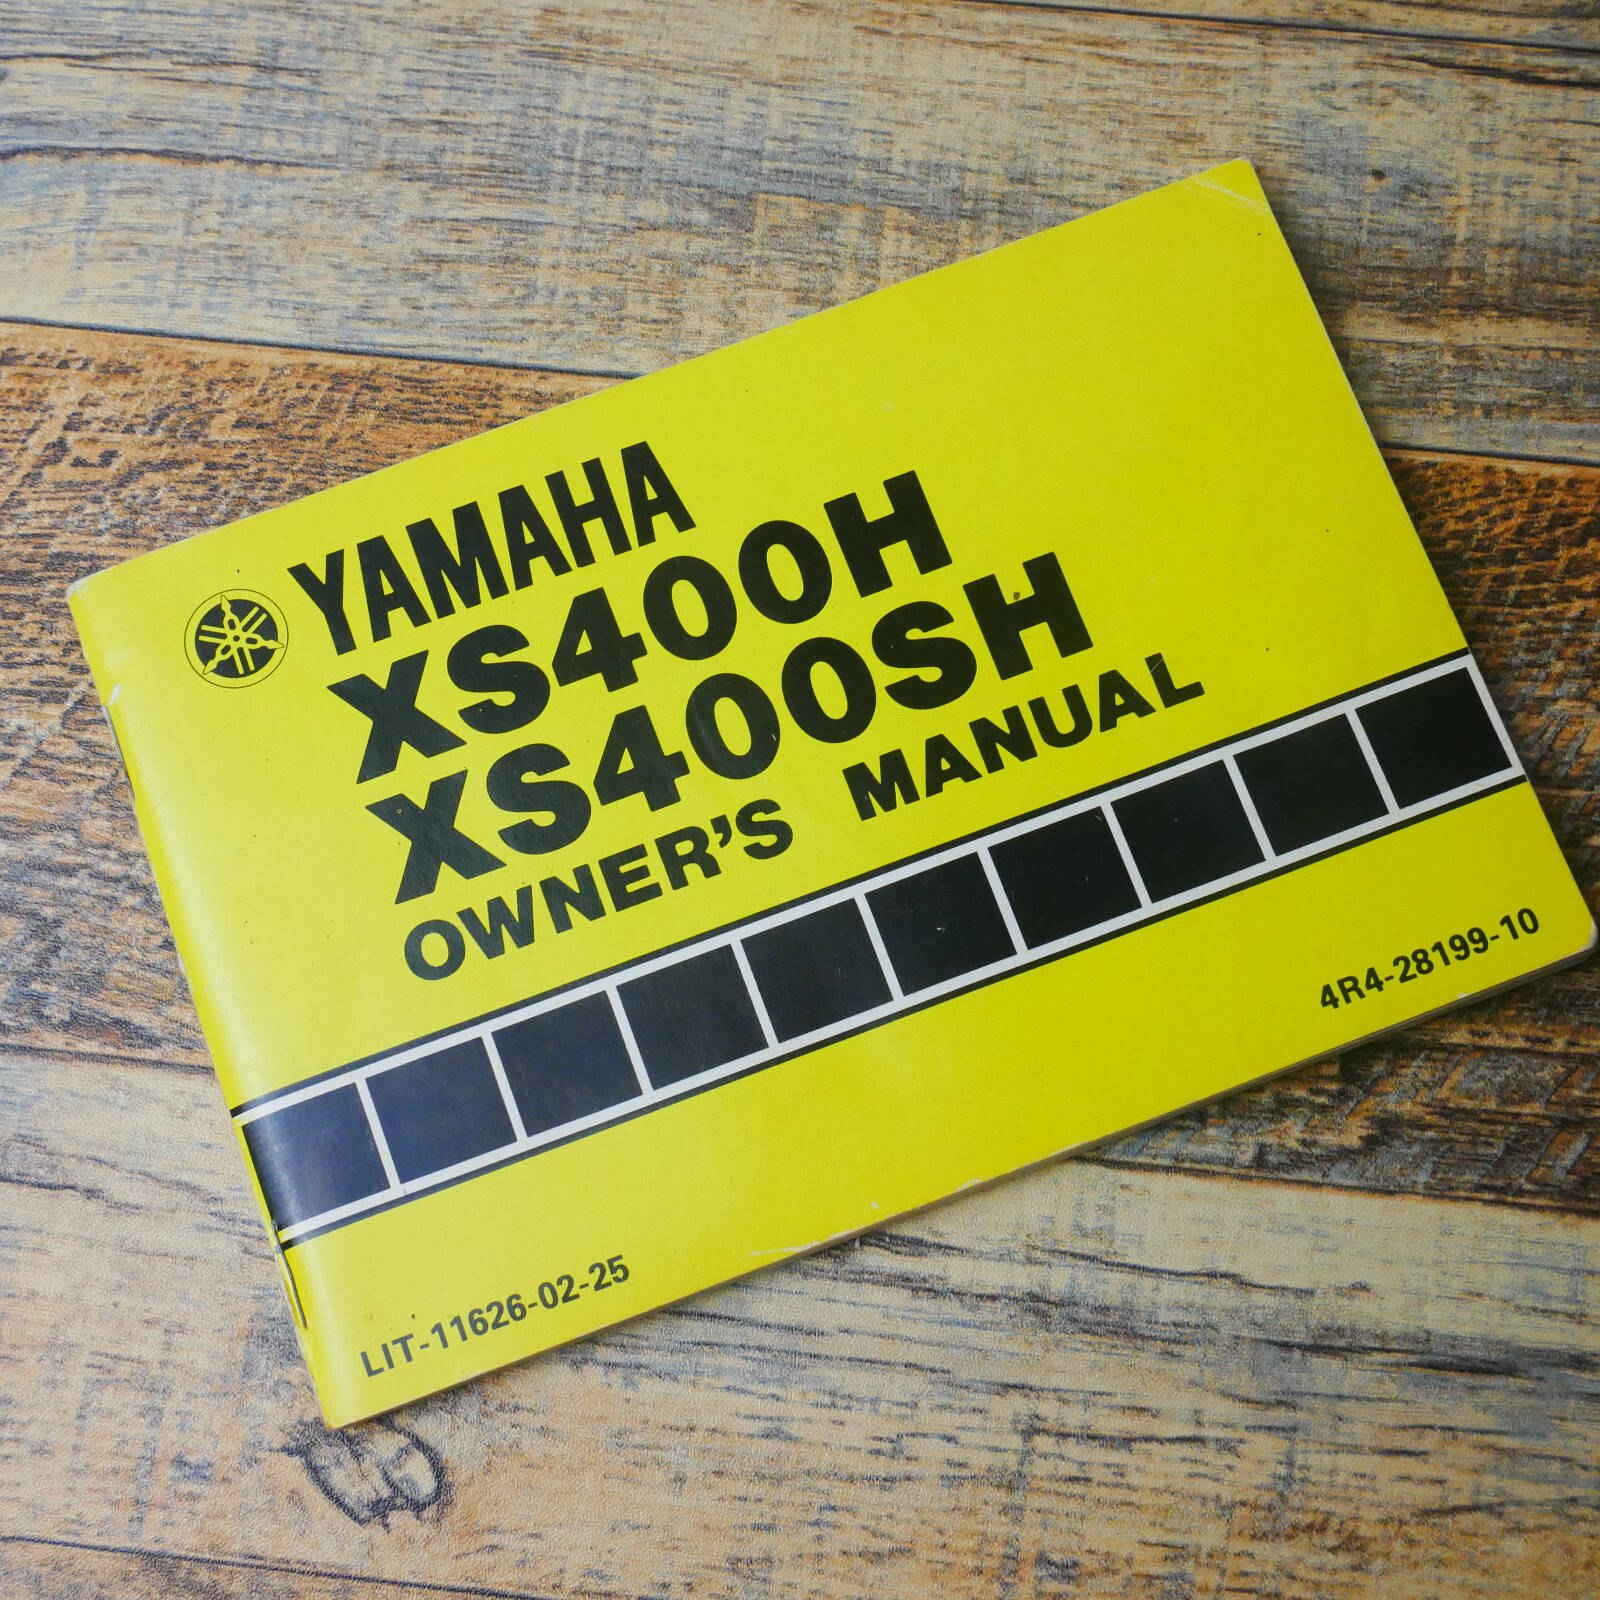 YAMAHA
XS400H
XS400SH
OWNER'S MANUAL
4R4-28199-10
LIT-11626-02-25